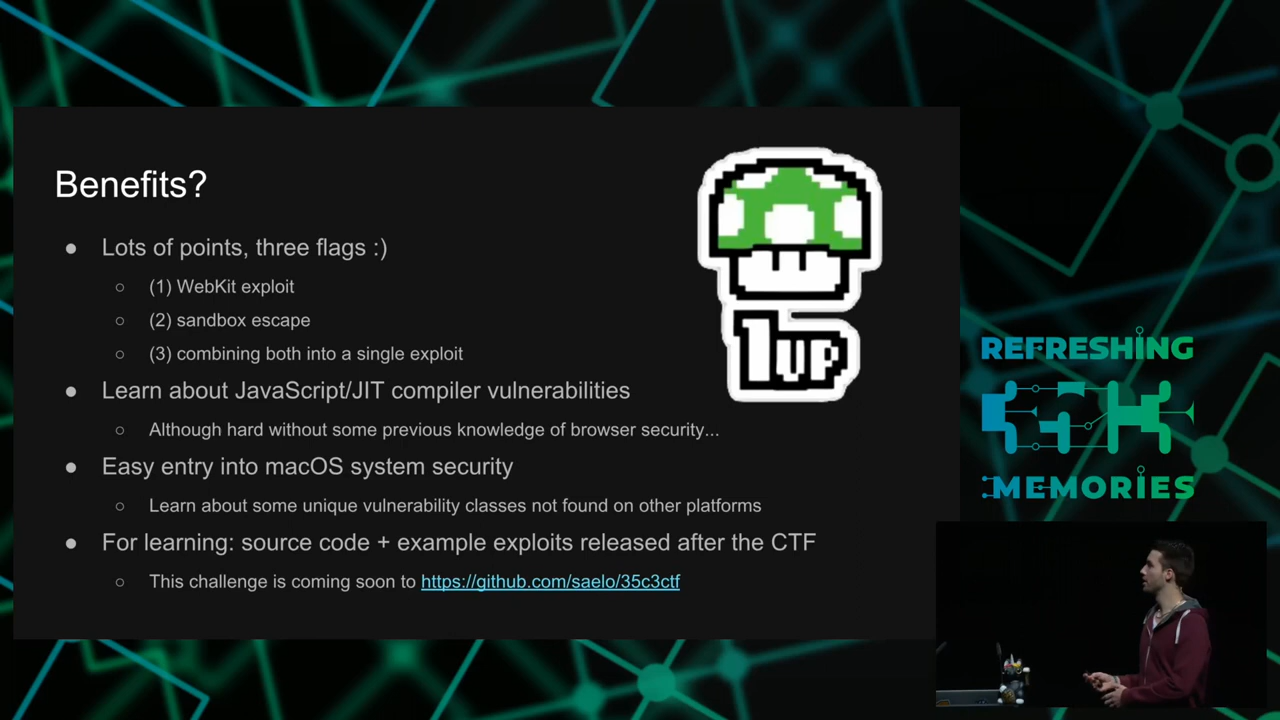 Benefits?
● Lots of points, three flags :)
○ (1) WebKit exploit
○ (2) sandbox escape
○ (3) combining both into a single exploit
● Learn about JavaScript/JIT compiler vulnerabilities
○ Although hard without some previous knowledge of browser security...
● Easy entry into macOS system security
○ Learn about some unique vulnerability classes not found on other platforms
● For learning: source code + example exploits released after the CTF
○ This challenge is coming soon to https://github.com/saelo/35c3ctf
1UP
REFRESHING
MEMORIES